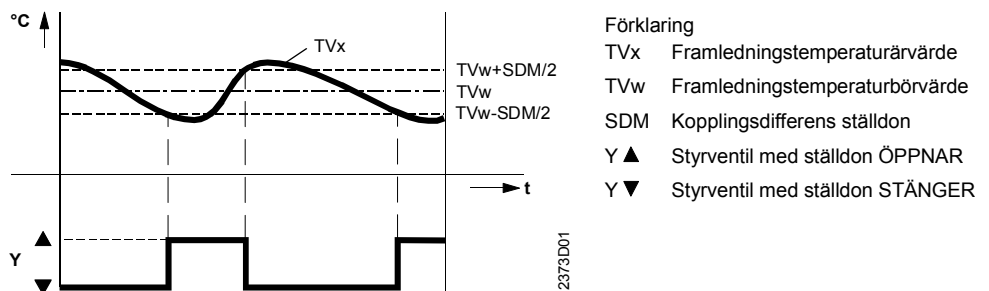 °C
TVx
TVw+SDM/2
TVw
TVw-SDM/2
t
Y
2373D01
Förklaring
TVx Framledningstemperaturärvärde
TVw Framledningstemperaturbörvärde
SDM Kopplingsdifferens ställdon
Y ▲ Styrventil med ställdon ÖPPNAR
Y ▼ Styrventil med ställdon STÄNGER